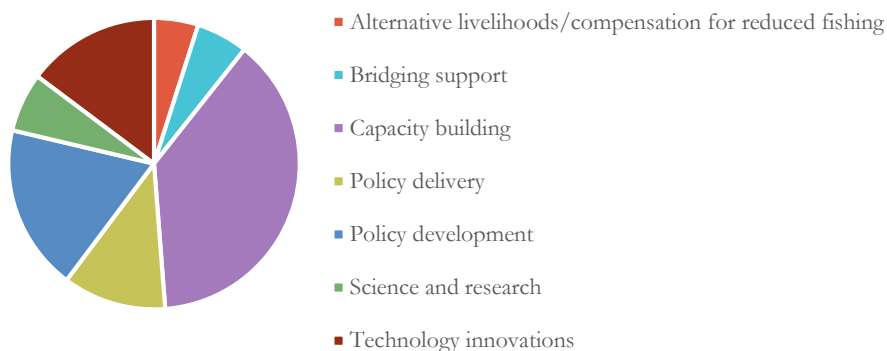 Alternative livelihoods/compensation for reduced fishing
Bridging support
Capacity building
Policy delivery
Policy development
Science and research
Technology innovations